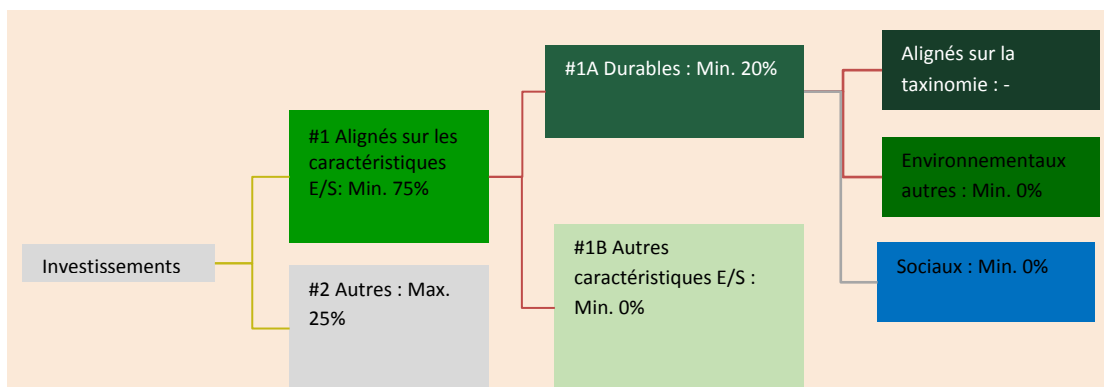 Investissements
#1 Alignés sur les
caractéristiques
E/S: Min. 75%
#2 Autres : Max.
25%
#1A Durables : Min. 20%
#1B Autres
caractéristiques E/S :
Min. 0%
Alignés sur la
taxinomie : -
Environnementaux
autres : Min. 0%
Sociaux : Min. 0%